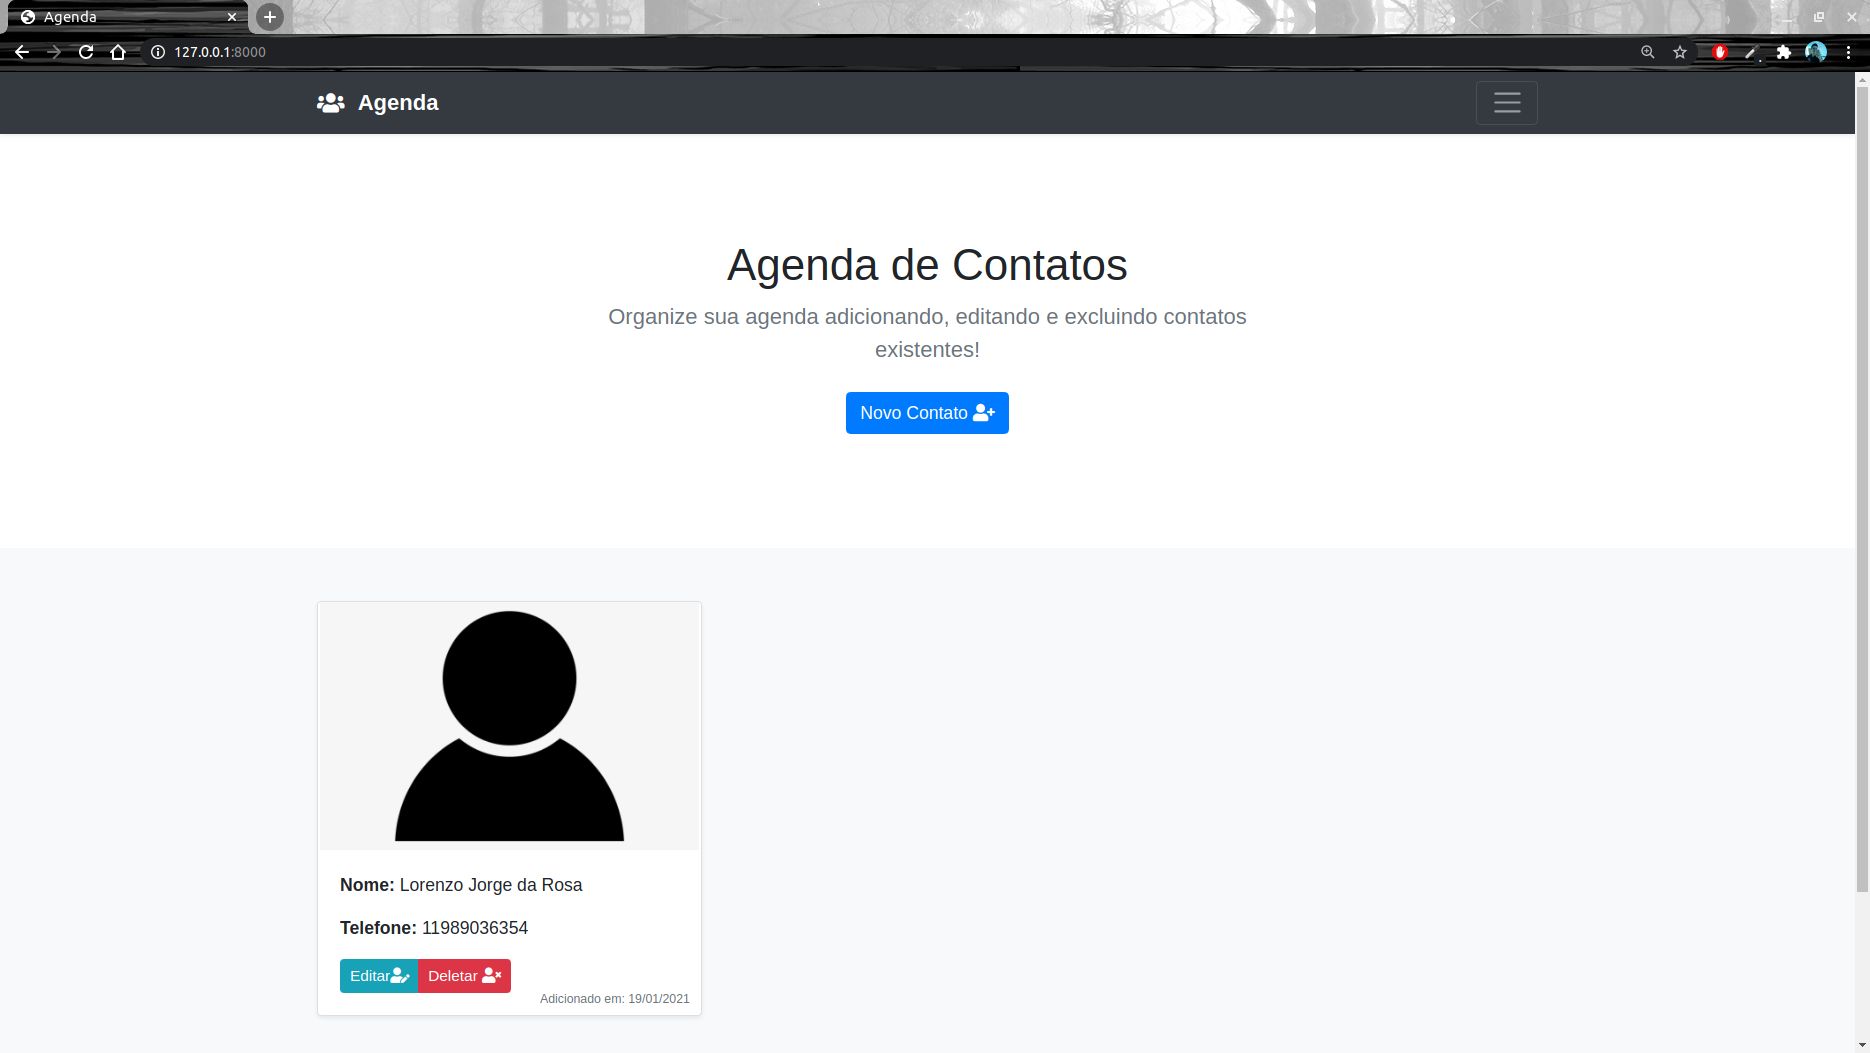 Agenda
127.0.0.1:8000
Agenda
Agenda de Contatos
Organize sua agenda adicionando, editando e excluindo contatos
existentes!
Novo Contato
Nome: Lorenzo Jorge da Rosa
Telefone: 11989036354
Editar Deletar
Adicionado em: 19/01/2021